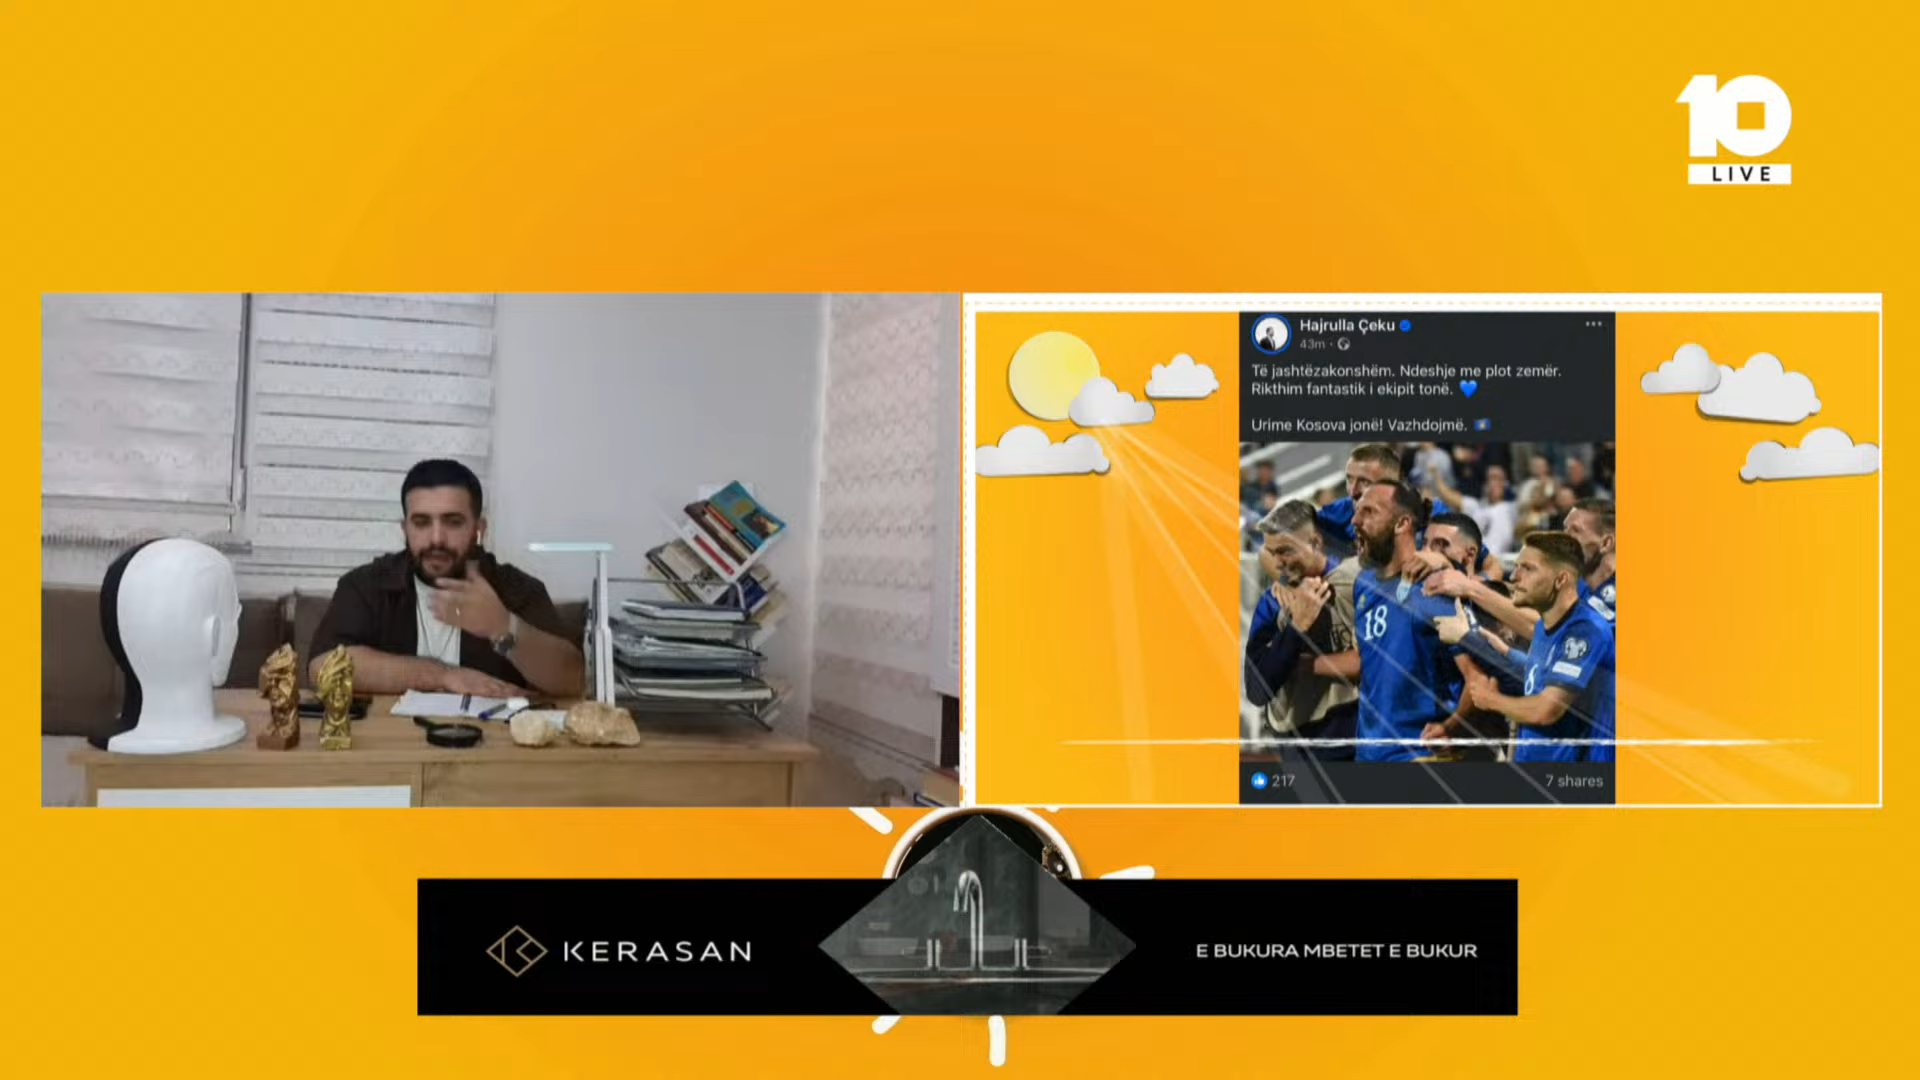 10
LIVE
Hajrulla Çeku
43m
Të jashtëzakonshëm. Ndeshje me plot zemër.
Rikthim fantastik i ekipit tonë.
Urime Kosova jonë! Vazhdojmë.
18
217
7 shares
KERASAN
E BUKURA MBETET E BUKUR